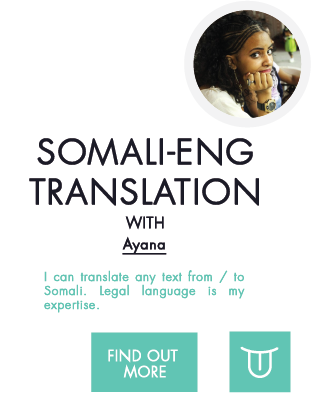 SOMALI-ENG
TRANSLATION
WITH
Ayana
I can translate any text from / to
Somali. Legal language is my
expertise.
FIND OUT
MORE